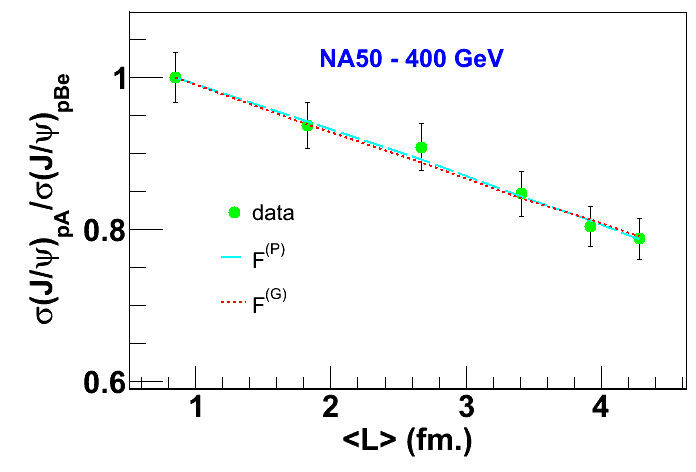 NA50 - 400 GeV
σ(J/ψ)pA/σ(J/ψ)pBe
1
0.8
0.6
data
F(P)
F(G)
1 2 3 4
<L> (fm.)